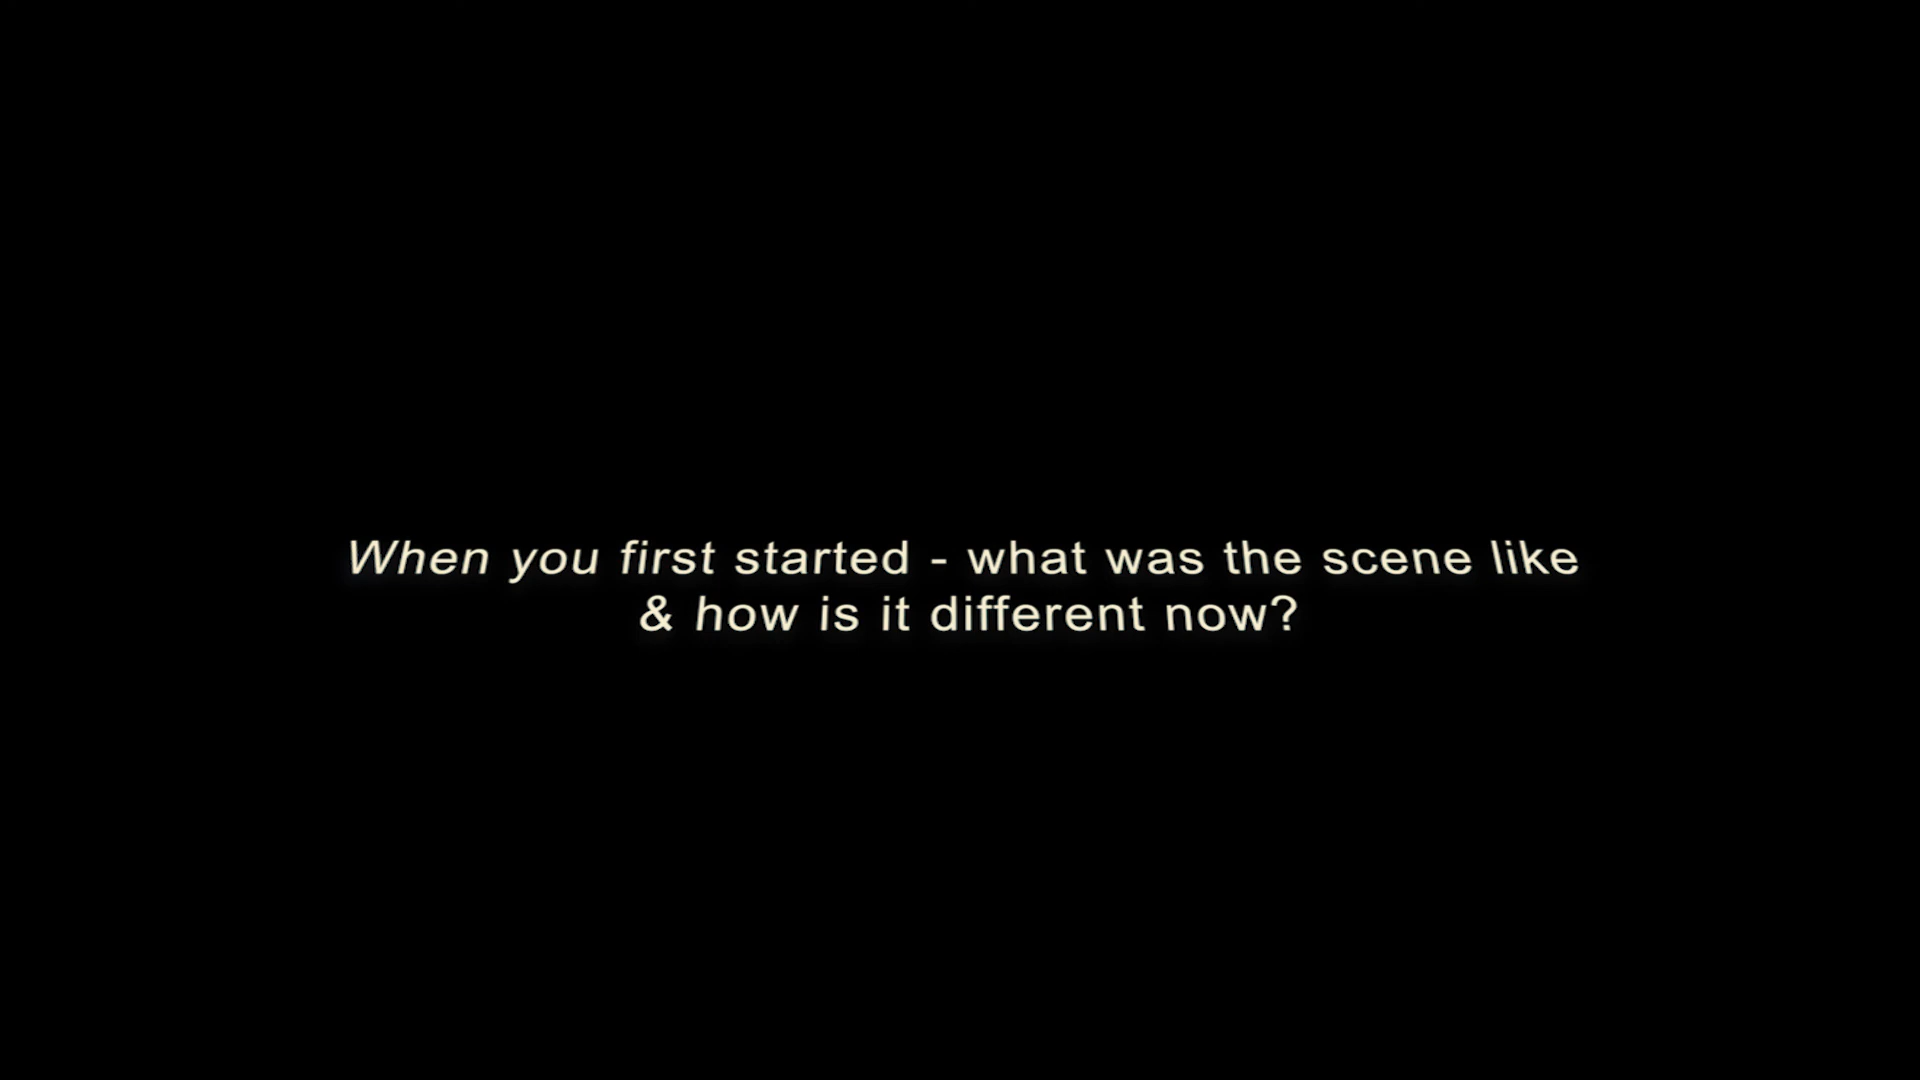 When you first started - what was the scene like
& how is it different now?